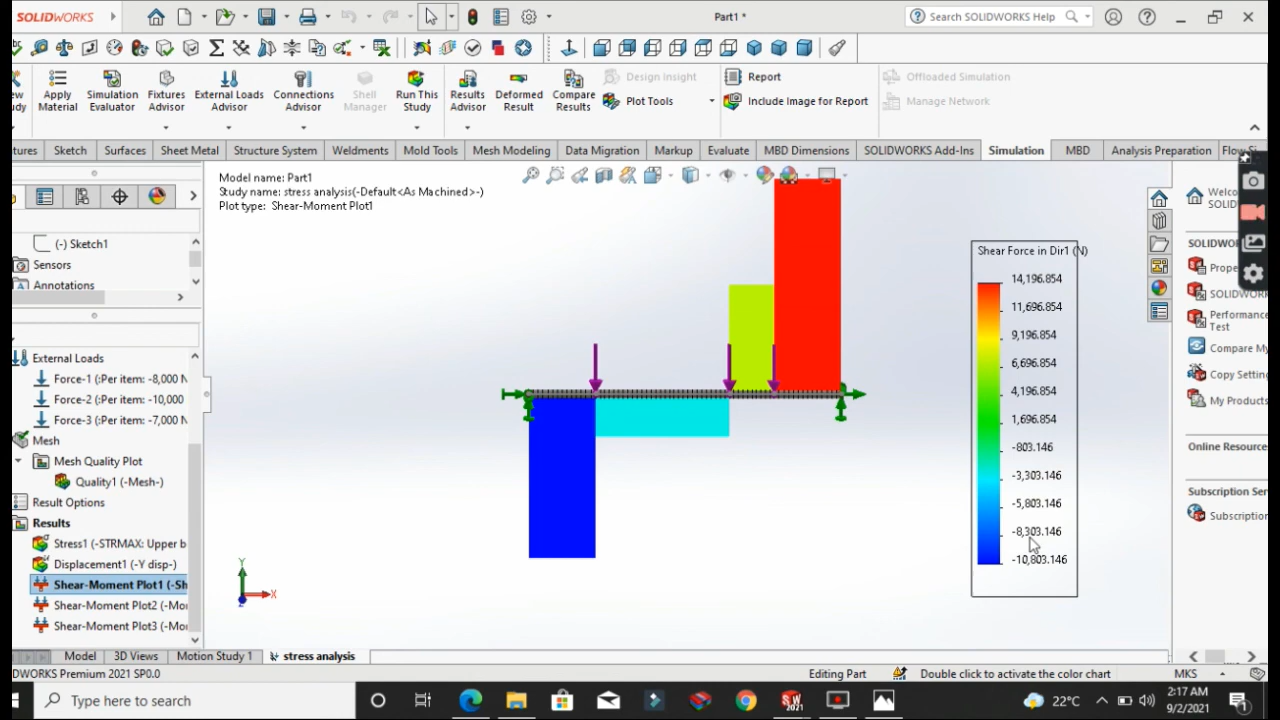 SOLIDWORKS
Part1 *
Search SOLIDWORKS Help
Apply Material
Simulation Evaluator
Fixtures Advisor
External Loads Advisor
Connections Advisor
Shell Manager
Run This Study
Results Advisor
Deformed Result
Compare Results
Design Insight
Plot Tools
Report
Include Image for Report
Offloaded Simulation
Manage Network
Sketch
Surfaces
Sheet Metal
Structure System
Weldments
Mold Tools
Mesh Modeling
Data Migration
Markup
Evaluate
MBD Dimensions
SOLIDWORKS Add-Ins
Simulation
MBD
Analysis Preparation
Model name: Part1
Study name: stress analysis(-Default<As Machined>-)
Plot type: Shear-Moment Plot1
(-) Sketch1
Sensors
Annotations
External Loads
Force-1 (:Per item: -8,000 N
Force-2 (:Per item: -10,000
Force-3 (:Per item: -7,000 N
Mesh
Mesh Quality Plot
Quality1 (-Mesh-)
Result Options
Results
Stress1 (-STRMAX: Upper b
Displacement1 (-Y disp-)
Shear-Moment Plot1 (-Sh
Shear-Moment Plot2 (-Mo
Shear-Moment Plot3 (-Mo
Y
X
Z
Shear Force in Dir1 (N)
14,196.854
11,696.854
9,196.854
6,696.854
4,196.854
1,696.854
-803.146
-3,303.146
-5,803.146
-8,303.146
-10,803.146
Welco
SOLID
SOLIDWO
Prope
SOLIDWOR
Performance
Test
Compare My
Copy Setting
My Products
Online Resource
Subscription Ser
Subscription
Model
3D Views
Motion Study 1
stress analysis
DWORKS Premium 2021 SP0.0
Editing Part
Double click to activate the color chart
MKS
Type here to search
22°C
2:17 AM
9/2/2021